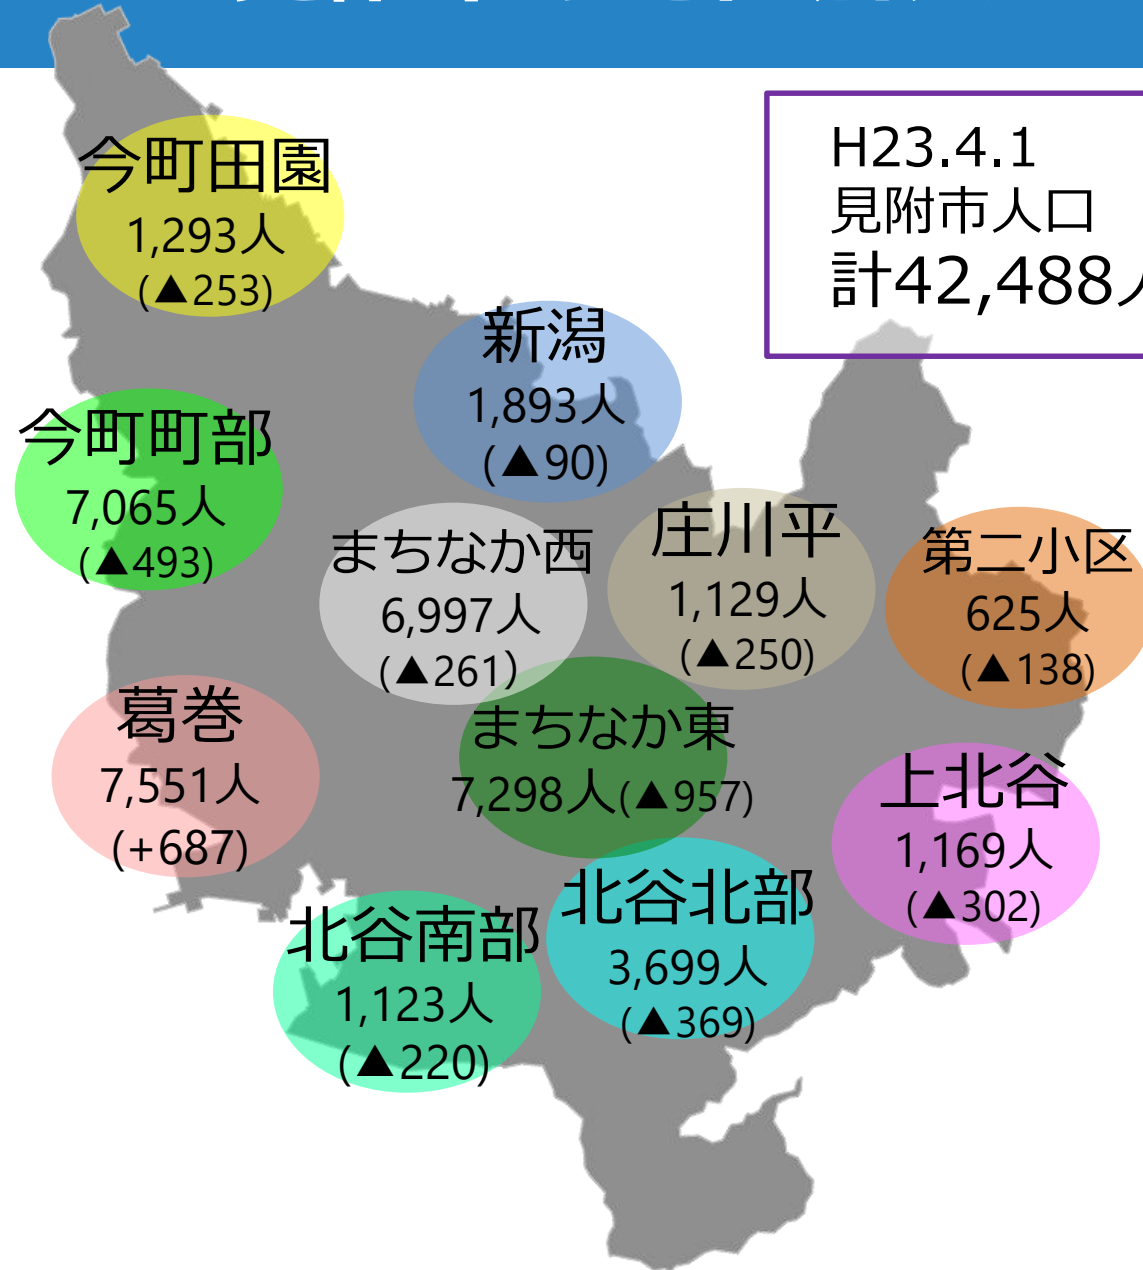 H23.4.1
見附市人口
計42,488人
今町田園
1,293人
(▲253)
新潟
1,893人
(▲90)
今町町部
7,065人
(▲493)
まちなか西
6,997人
(▲261)
庄川平
1,129人
(▲250)
第二小区
625人
(▲138)
葛巻
7,551人
(+687)
まちなか東
7,298人(▲957)
上北谷
1,169人
(▲302)
北谷南部
1,123人
(▲220)
北谷北部
3,699人
(▲369)